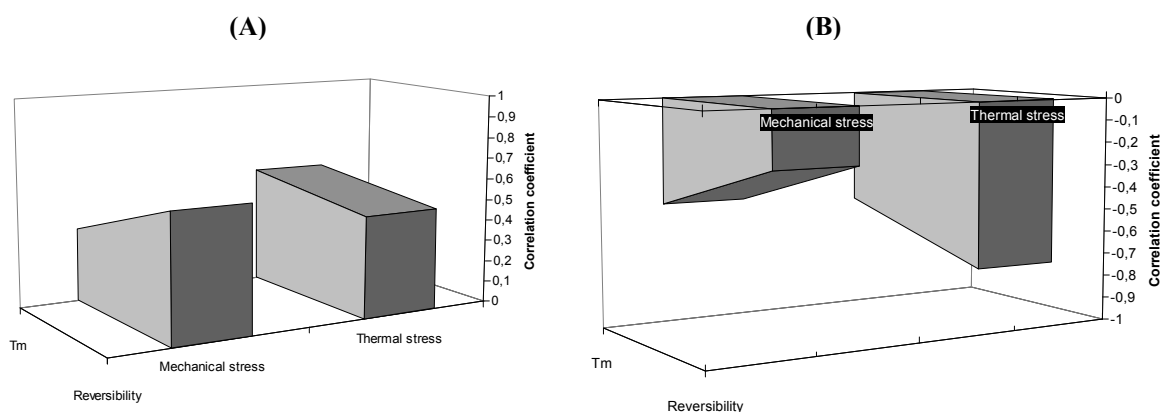 (A)
(B)
1
0,9
0,8
0,7
0,6
0,5
0,4
0,3
0,2
0,1
0
Correlation coefficient
Tm
Mechanical stress
Thermal stress
Reversibility
0
-0,1
-0,2
-0,3
-0,4
-0,5
-0,6
-0,7
-0,8
-0,9
-1
Correlation coefficient
Mechanical stress
Thermal stress
Tm
Reversibility